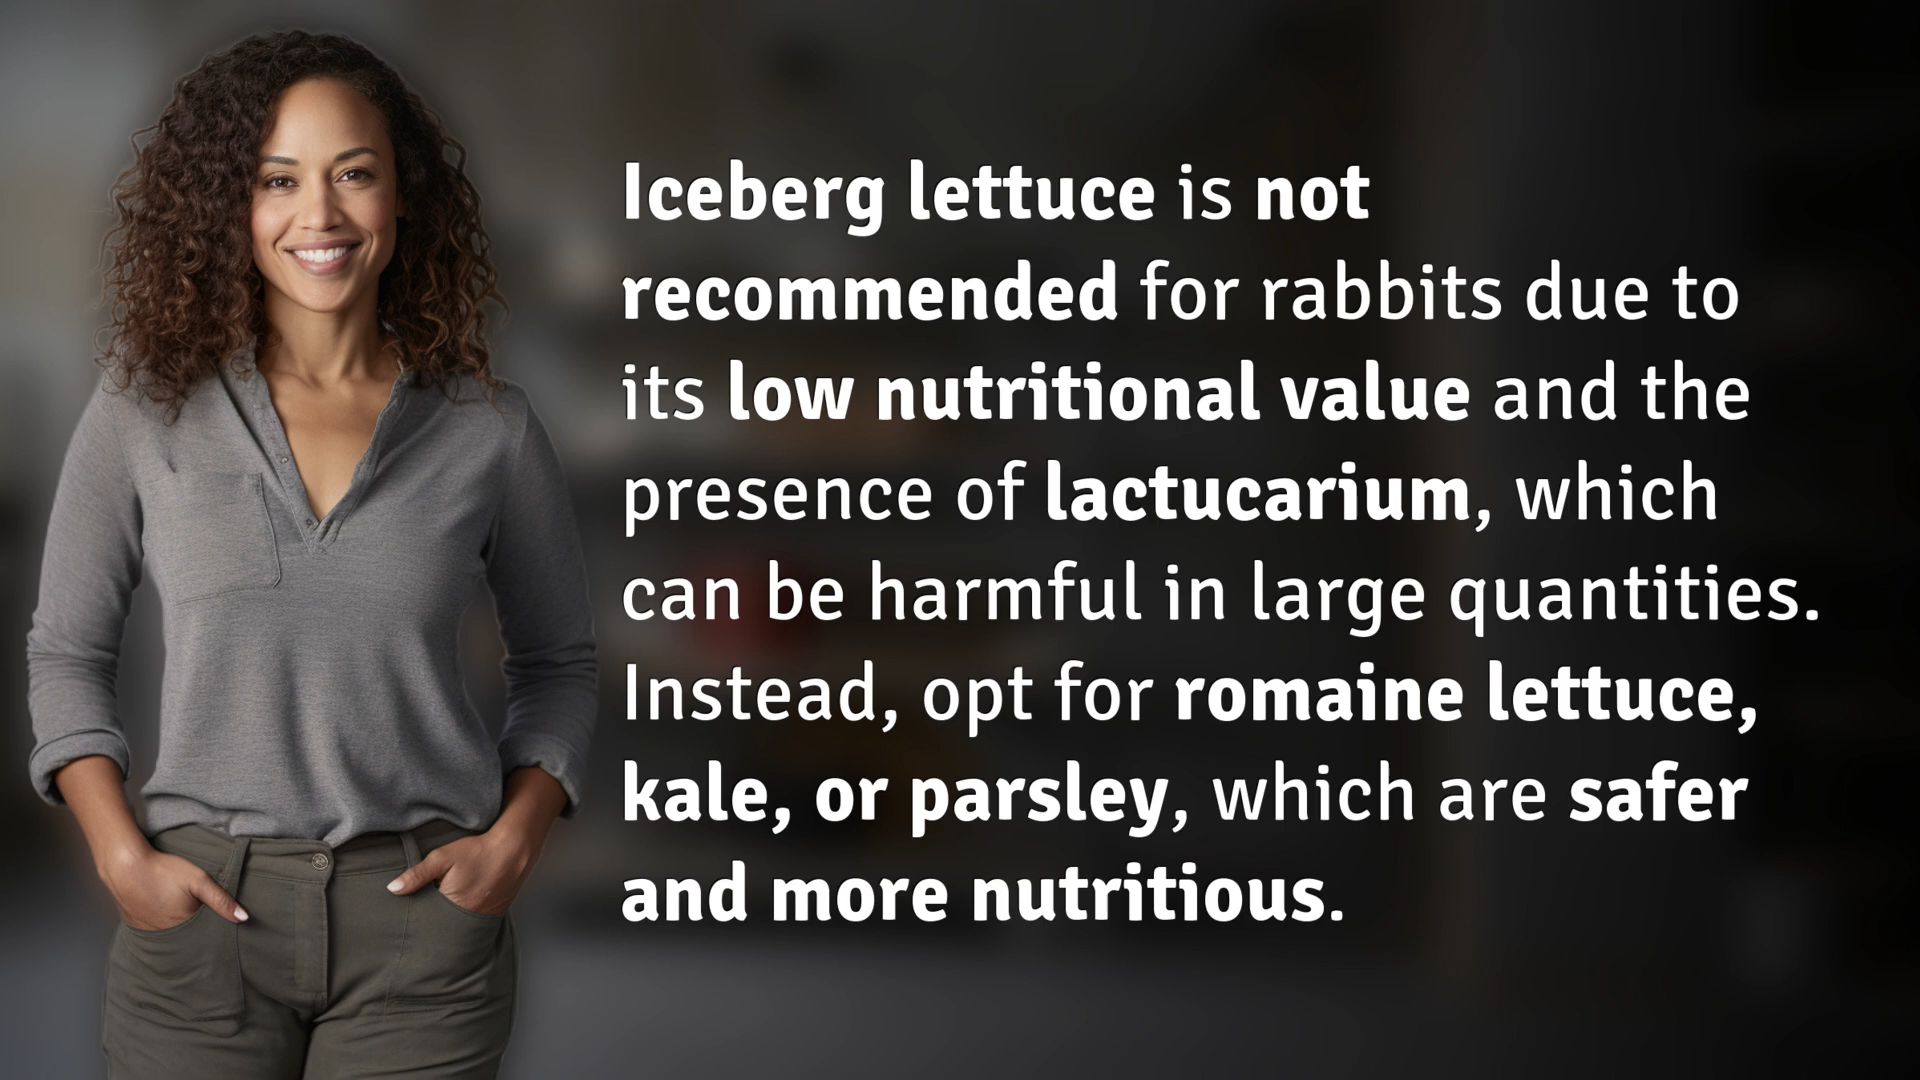 Iceberg lettuce is not
recommended for rabbits due to
its low nutritional value and the
presence of lactucarium, which
can be harmful in large quantities.
Instead, opt for romaine lettuce,
kale, or parsley, which are safer
and more nutritious.